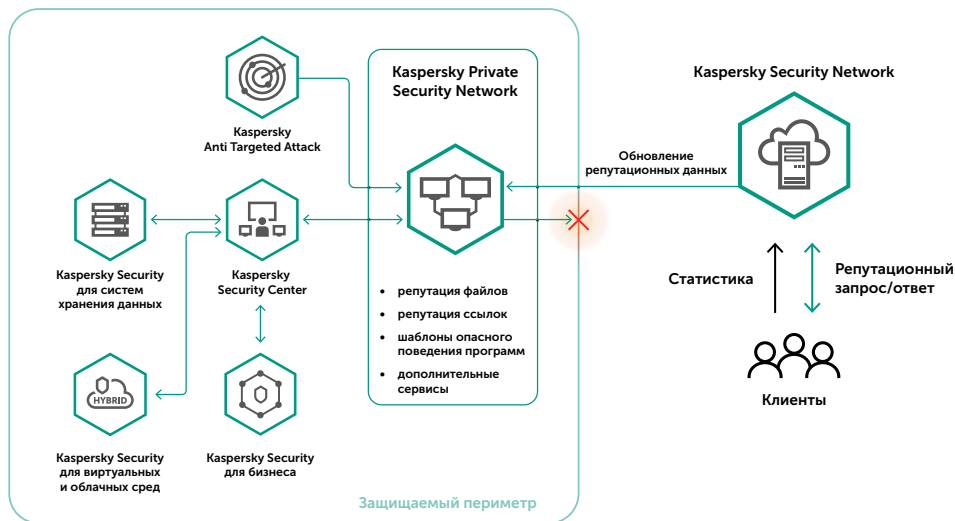 Kaspersky
Anti Targeted Attack
Kaspersky Private
Security Network
Kaspersky Security Network
Обновление
репутационных данных
Kaspersky Security
для систем
хранения данных
Kaspersky
Security Center
• репутация файлов
• репутация ссылок
• шаблоны опасного
поведения программ
• дополнительные
сервисы
Статистика
Репутационный
запрос/ответ
Клиенты
HYBRID
Kaspersky Security
для виртуальных
и облачных сред
Kaspersky Security
для бизнеса
Защищаемый периметр